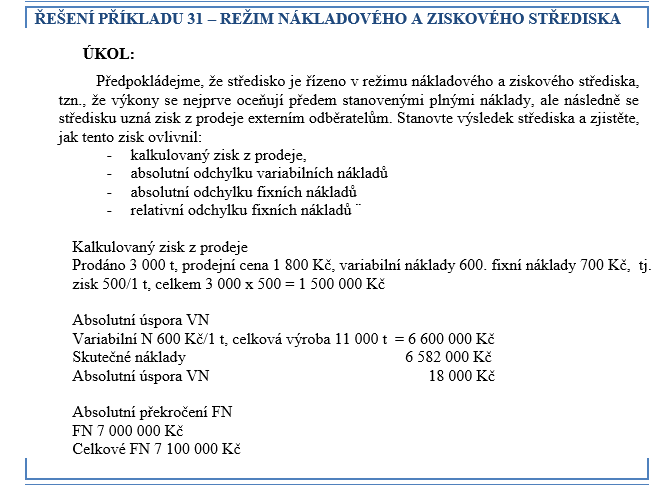 ŘEŠENÍ PŘÍKLADU 31 – REŽIM NÁKLADOVÉHO A ZISKOVÉHO STŘEDISKA
ÚKOL:
Předpokládejme, že středisko je řízeno v režimu nákladového a ziskového střediska,
tzn., že výkony se nejprve oceňují předem stanovenými plnými náklady, ale následně se
středisku uzná zisk z prodeje externím odběratelům. Stanovte výsledek střediska a zjistěte,
jak tento zisk ovlivnil:
- kalkulovaný zisk z prodeje,
- absolutní odchylku variabilních nákladů
- absolutní odchylku fixních nákladů
- relativní odchylku fixních nákladů ¨
Kalkulovaný zisk z prodeje
Prodáno 3 000 t, prodejní cena 1 800 Kč, variabilní náklady 600. fixní náklady 700 Kč, tj.
zisk 500/1 t, celkem 3 000 x 500 = 1 500 000 Kč
Absolutní úspora VN
Variabilní N 600 Kč/1 t, celková výroba 11 000 t = 6 600 000 Kč
Skutečné náklady 6 582 000 Kč
Absolutní úspora VN 18 000 Kč
Absolutní překročení FN
FN 7 000 000 Kč
Celkové FN 7 100 000 Kč